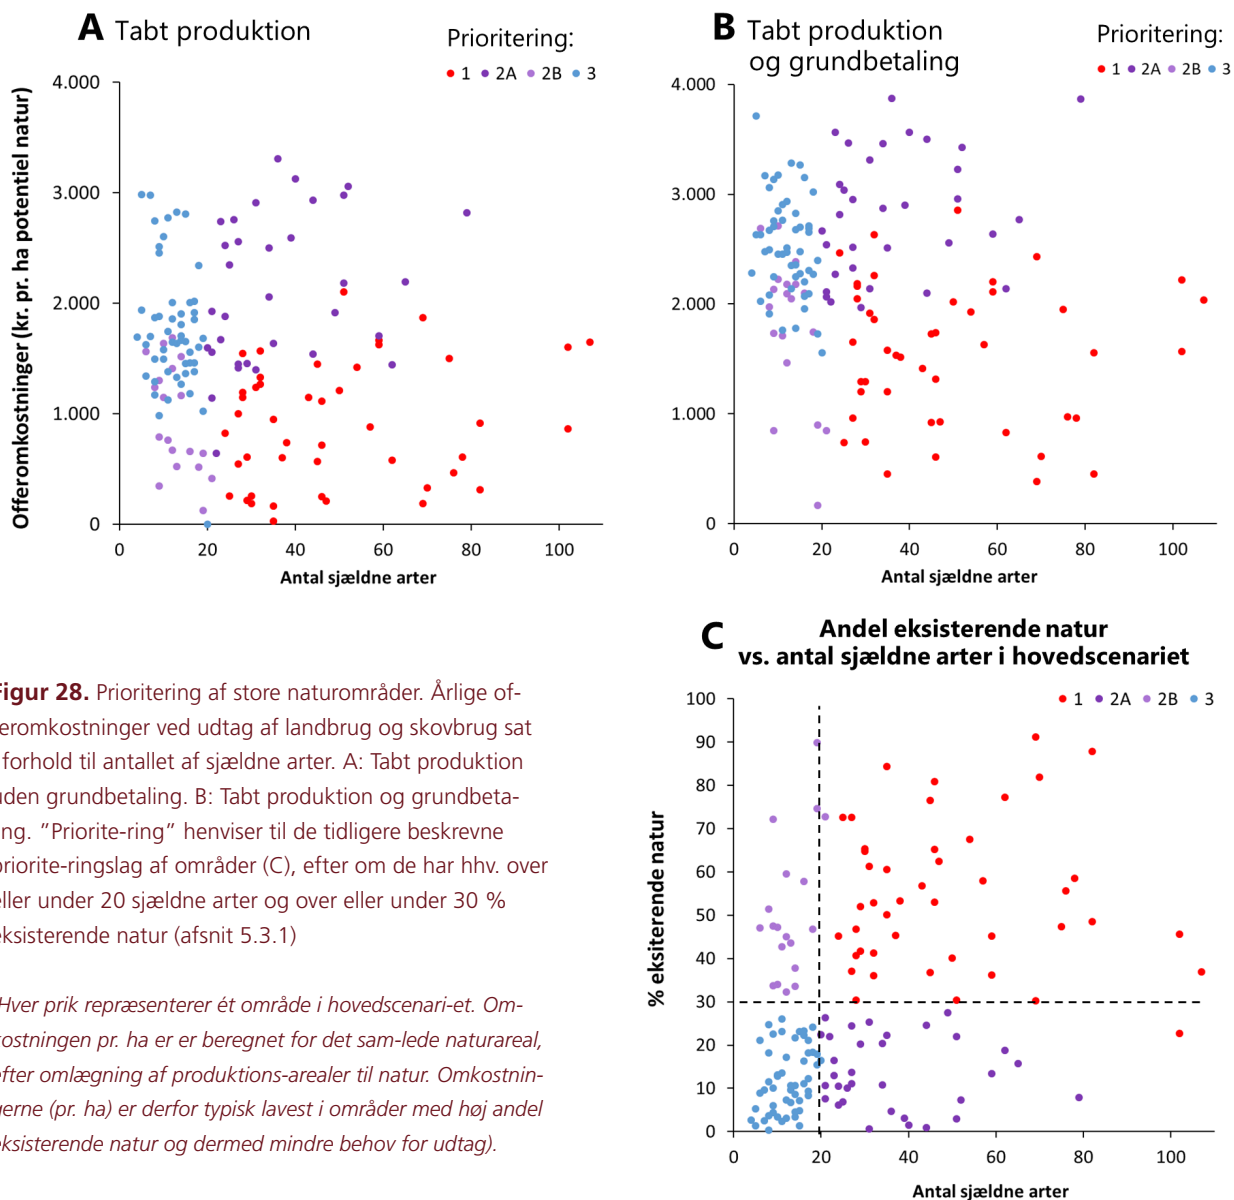 A Tabt produktion
Prioritering:
1 2A 2B 3
Offeromkostninger (kr. pr. ha potentiel natur)
4.000
3.000
2.000
1.000
0
0 20 40 60 80 100
Antal sjældne arter
B Tabt produktion
og grundbetaling
Prioritering:
1 2A 2B 3
4.000
3.000
2.000
1.000
0
0 20 40 60 80 100
Antal sjældne arter
C Andel eksisterende natur
vs. antal sjældne arter i hovedscenariet
1 2A 2B 3
% eksiterende natur
100
90
80
70
60
50
40
30
20
10
0
0 20 40 60 80 100
Antal sjældne arter
igur 28. Prioritering af store naturområder. Årlige of-
eromkostninger ved udtag af landbrug og skovbrug sat
forhold til antallet af sjældne arter. A: Tabt produktion
uden grundbetaling. B: Tabt produktion og grundbeta-
ng. ”Priorite-ring” henviser til de tidligere beskrevne
priorite-ringslag af områder (C), efter om de har hhv. over
eller under 20 sjældne arter og over eller under 30 %
eksisterende natur (afsnit 5.3.1)
Hver prik repræsenterer ét område i hovedscenari-et. Om-
kostningen pr. ha er er beregnet for det sam-lede naturareal,
efter omlægning af produktions-arealer til natur. Omkostnin-
gerne (pr. ha) er derfor typisk lavest i områder med høj andel
eksisterende natur og dermed mindre behov for udtag).